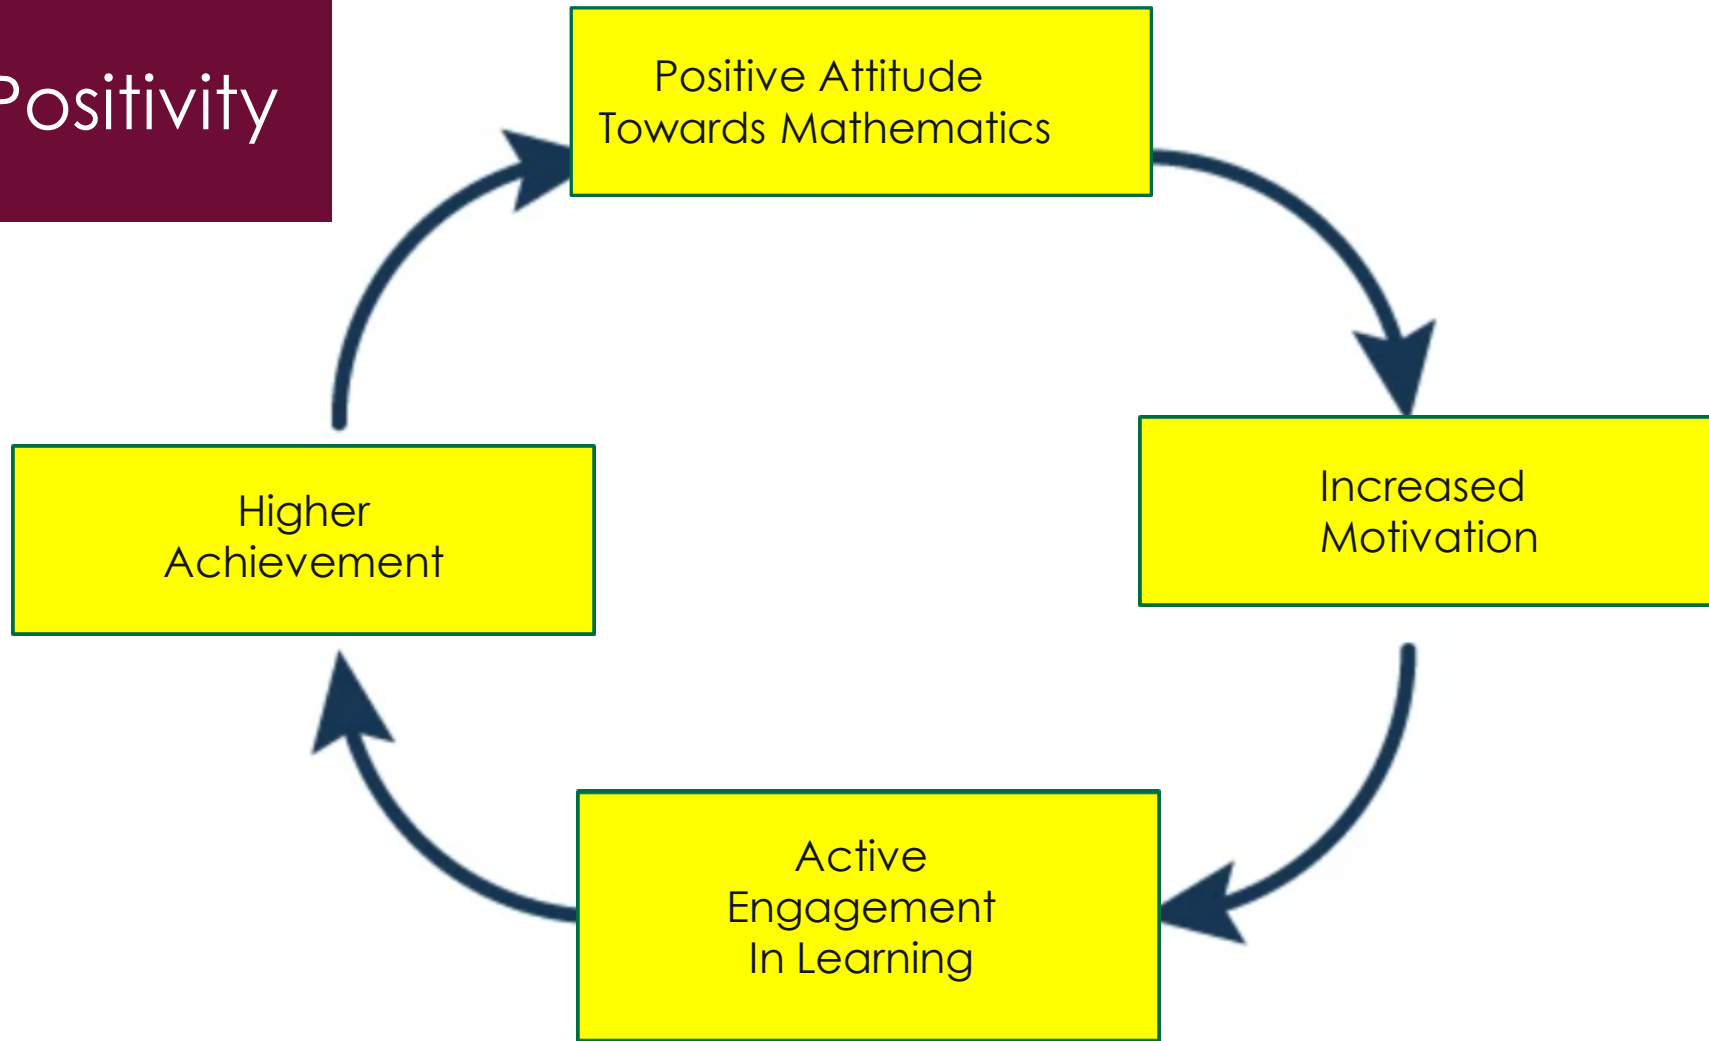 Positivity
Positive Attitude
Towards Mathematics
Increased
Motivation
Active
Engagement
In Learning
Higher
Achievement